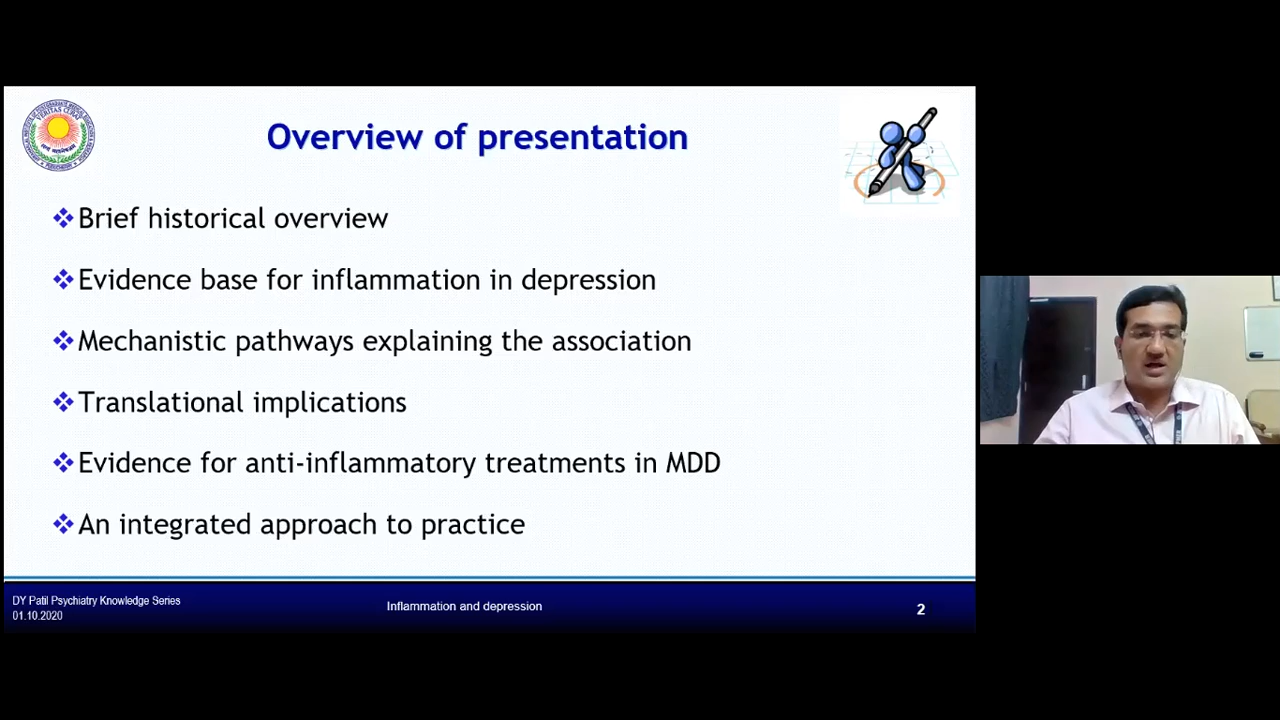 Overview of presentation
Brief historical overview
Evidence base for inflammation in depression
Mechanistic pathways explaining the association
Translational implications
Evidence for anti-inflammatory treatments in MDD
An integrated approach to practice
DY Patil Psychiatry Knowledge Series
01.10.2020
Inflammation and depression
2